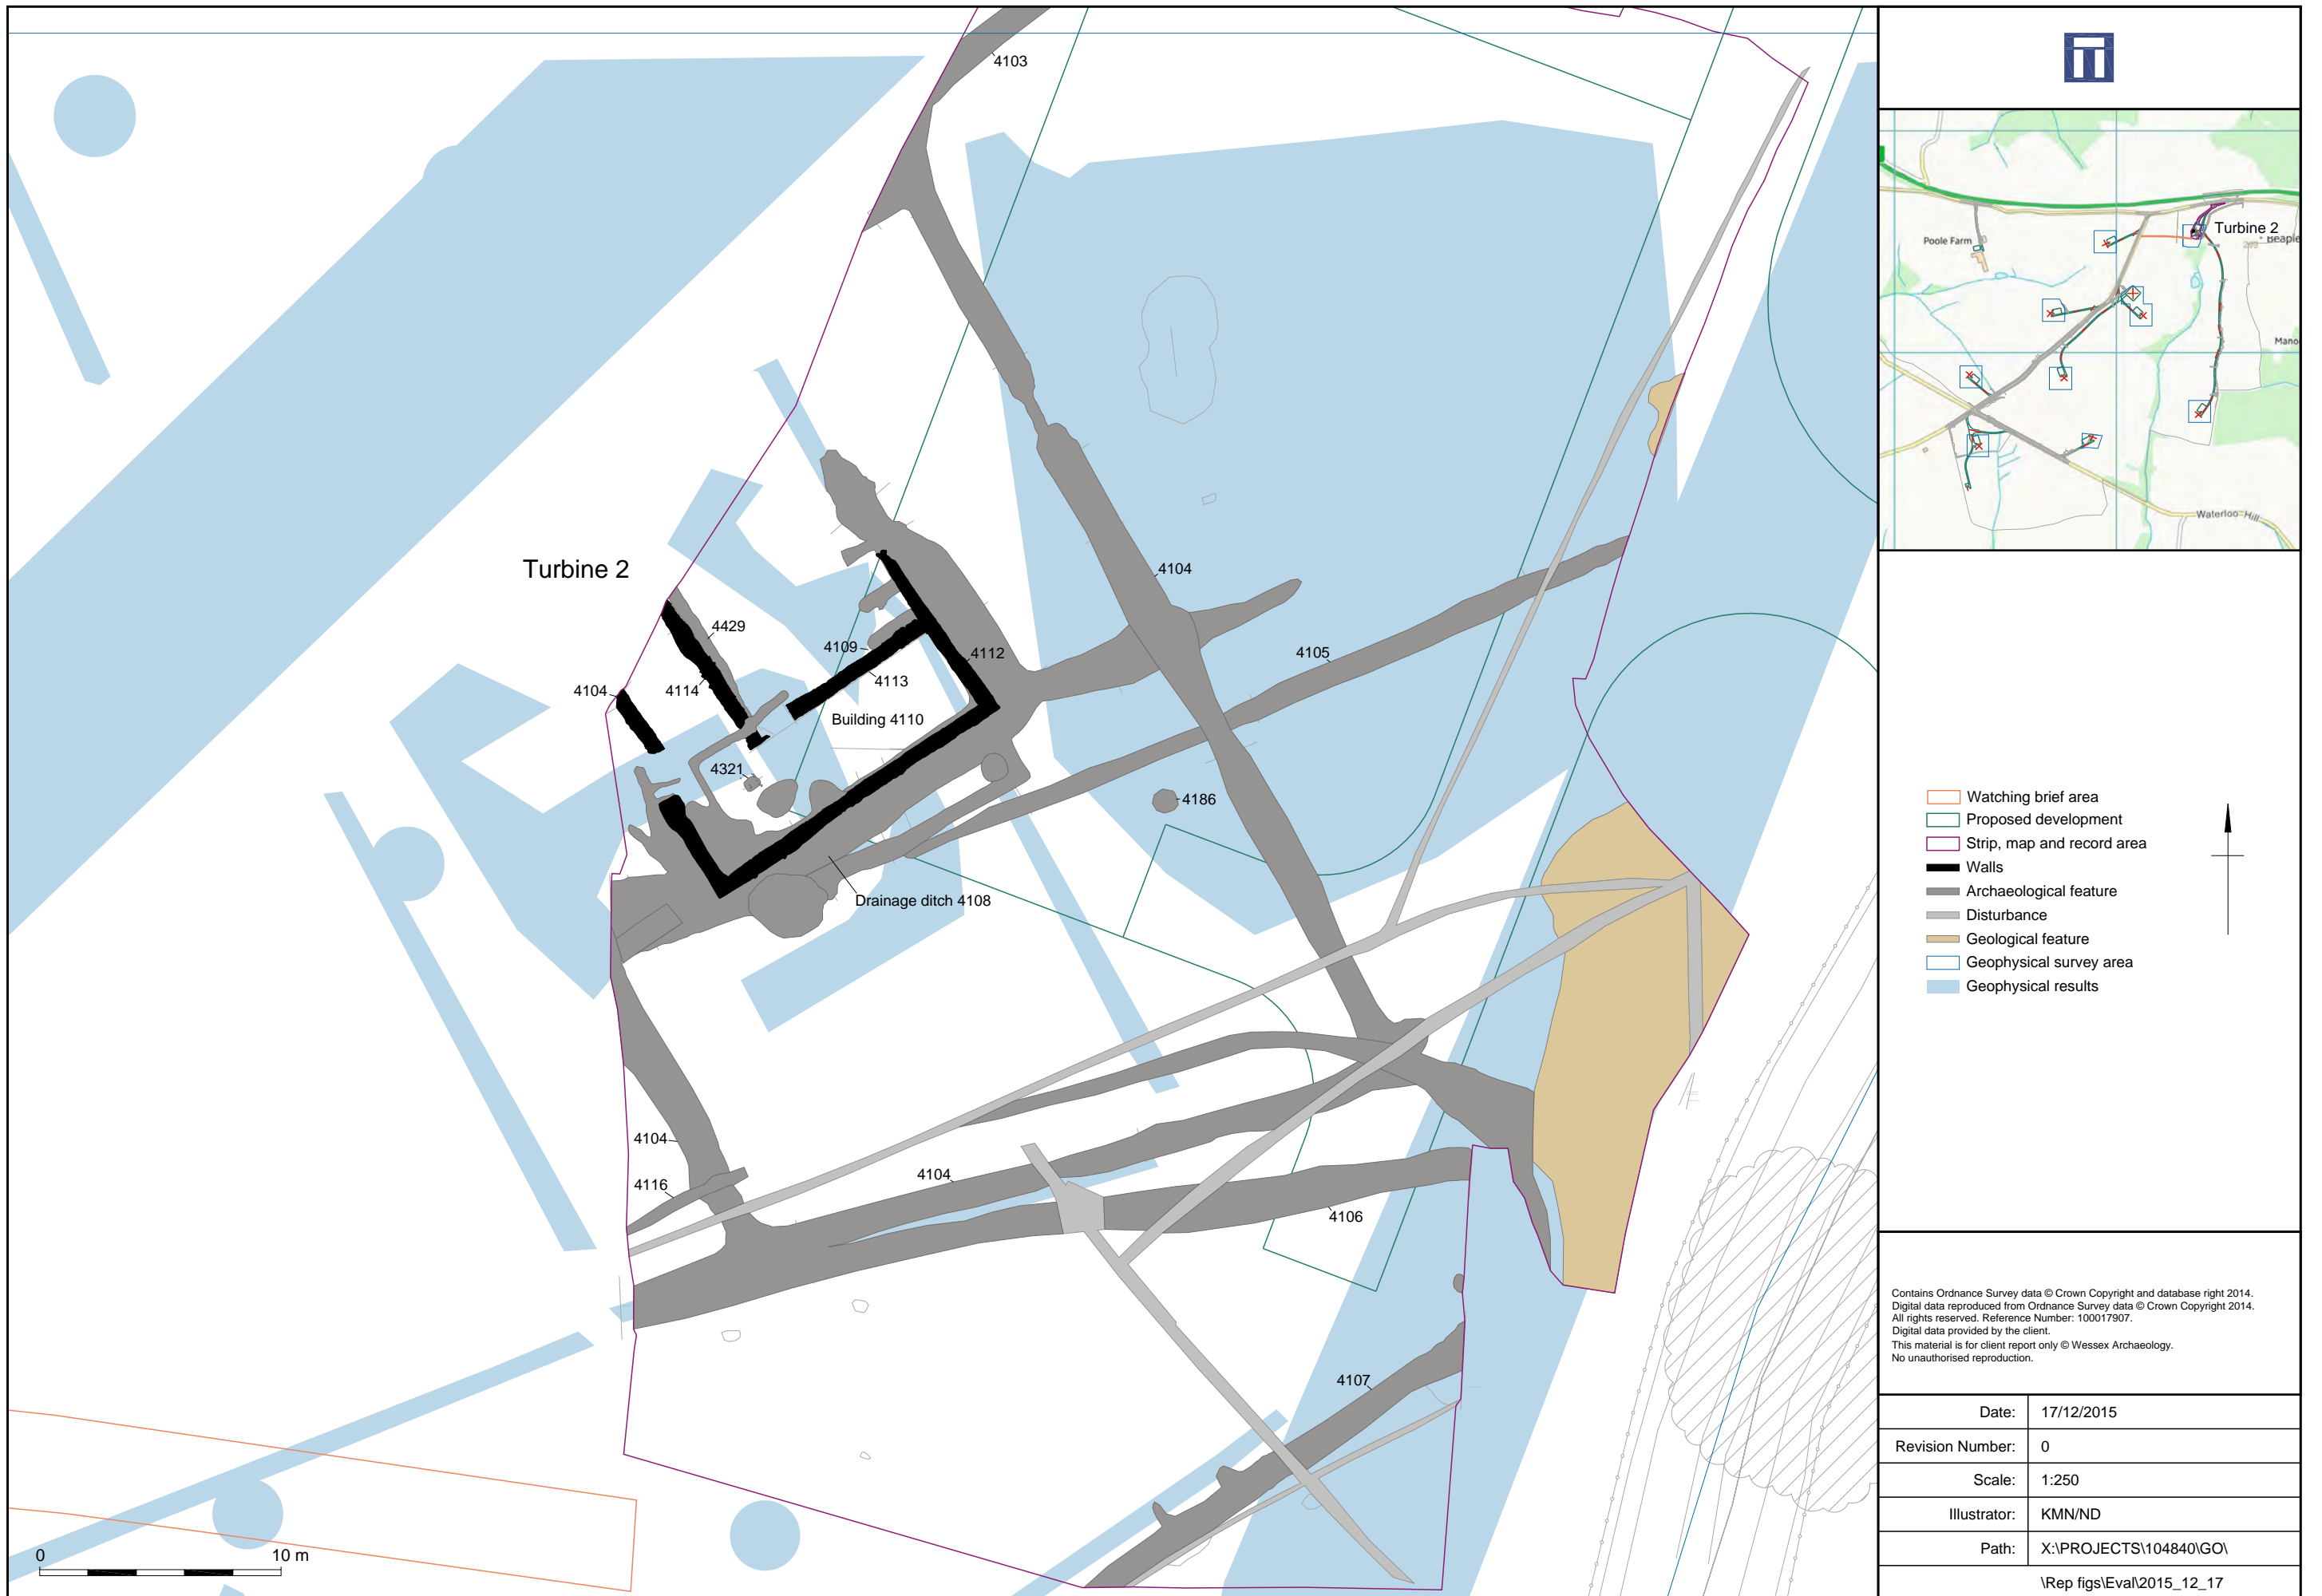 4103
4104
Turbine 2
4429
4109
4112
4105
4113
4104
4114
Building 4110
4321
4186
Drainage ditch 4108
4104
4104
4116
4106
4107
0
10 m
Turbine 2
Poole Farm
Beaple
Mano
Waterloo Hill
Watching brief area
Proposed development
Strip, map and record area
Walls
Archaeological feature
Disturbance
Geological feature
Geophysical survey area
Geophysical results
Contains Ordnance Survey data © Crown Copyright and database right 2014.
Digital data reproduced from Ordnance Survey data © Crown Copyright 2014.
All rights reserved. Reference Number: 100017907.
Digital data provided by the client.
This material is for client report only © Wessex Archaeology.
No unauthorised reproduction.
Date: 17/12/2015
Revision Number: 0
Scale: 1:250
Illustrator: KMN/ND
Path: X:\PROJECTS\104840\GO\
\Rep figs\Eval\2015_12_17